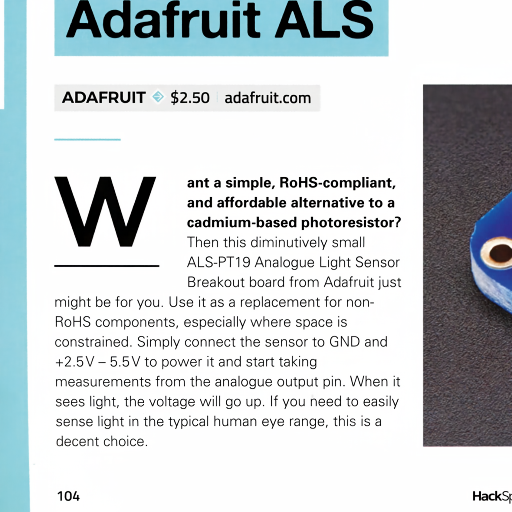 Adafruit ALS
ADAFRUIT $2.50 adafruit.com
Want a simple, RoHS-compliant,
and affordable alternative to a
cadmium-based photoresistor?
Then this diminutively small
ALS-PT19 Analogue Light Sensor
Breakout board from Adafruit just
might be for you. Use it as a replacement for non-
RoHS components, especially where space is
constrained. Simply connect the sensor to GND and
+2.5V – 5.5V to power it and start taking
measurements from the analogue output pin. When it
sees light, the voltage will go up. If you need to easily
sense light in the typical human eye range, this is a
decent choice.
104
HackSp